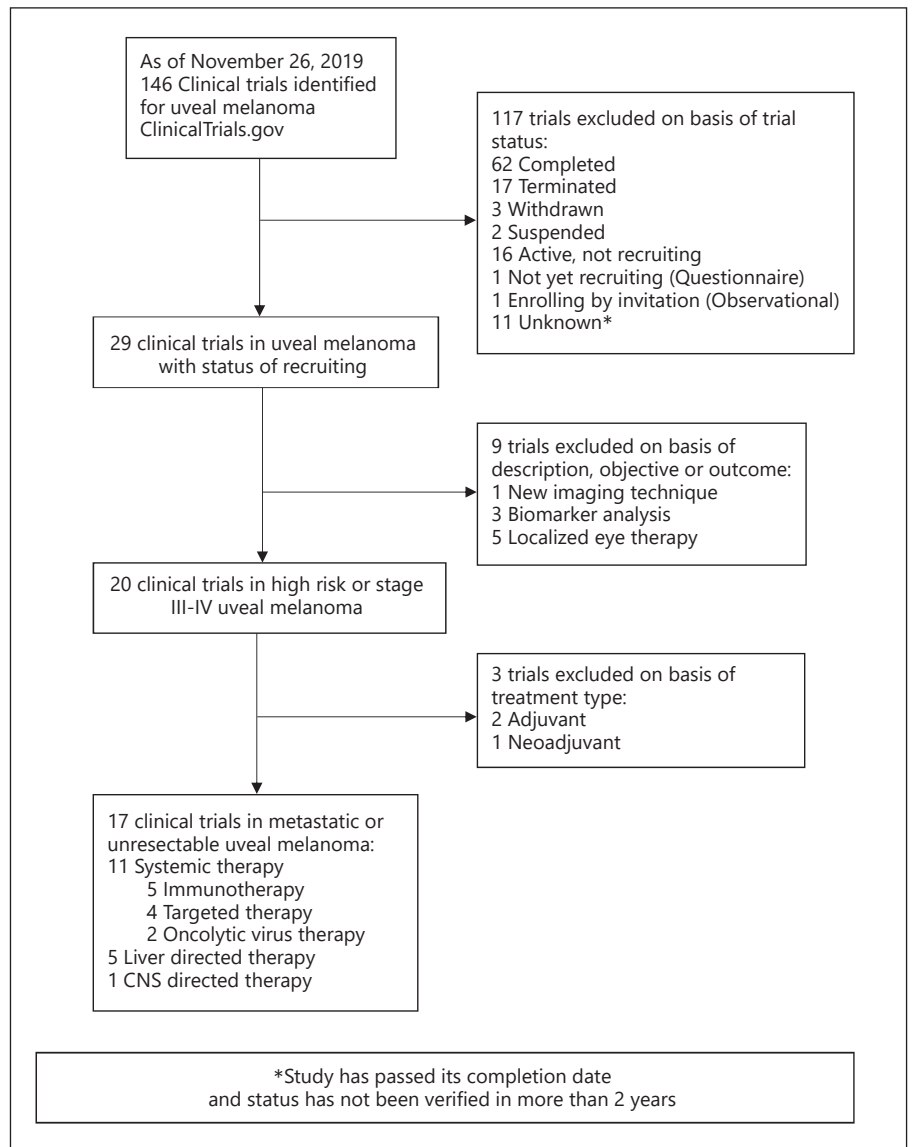 As of November 26, 2019
146 Clinical trials identified
for uveal melanoma
ClinicalTrials.gov
117 trials excluded on basis of trial
status:
62 Completed
17 Terminated
3 Withdrawn
2 Suspended
16 Active, not recruiting
1 Not yet recruiting (Questionnaire)
1 Enrolling by invitation (Observational)
11 Unknown*
29 clinical trials in uveal melanoma
with status of recruiting
9 trials excluded on basis of
description, objective or outcome:
1 New imaging technique
3 Biomarker analysis
5 Localized eye therapy
20 clinical trials in high risk or stage
III-IV uveal melanoma
3 trials excluded on basis of
treatment type:
2 Adjuvant
1 Neoadjuvant
17 clinical trials in metastatic or
unresectable uveal melanoma:
11 Systemic therapy
5 Immunotherapy
4 Targeted therapy
2 Oncolytic virus therapy
5 Liver directed therapy
1 CNS directed therapy
*Study has passed its completion date
and status has not been verified in more than 2 years